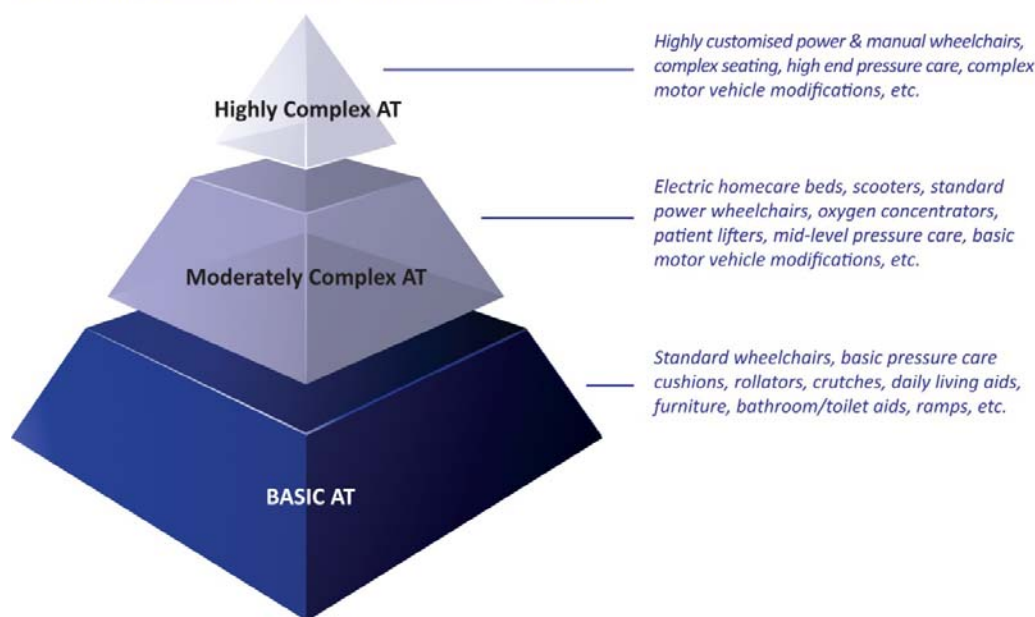 Highly customised power & manual wheelchairs,
complex seating, high end pressure care, complex
motor vehicle modifications, etc.
Highly Complex AT
Electric homecare beds, scooters, standard
power wheelchairs, oxygen concentrators,
patient lifters, mid-level pressure care, basic
motor vehicle modifications, etc.
Moderately Complex AT
Standard wheelchairs, basic pressure care
cushions, rollators, crutches, daily living aids,
furniture, bathroom/toilet aids, ramps, etc.
BASIC AT